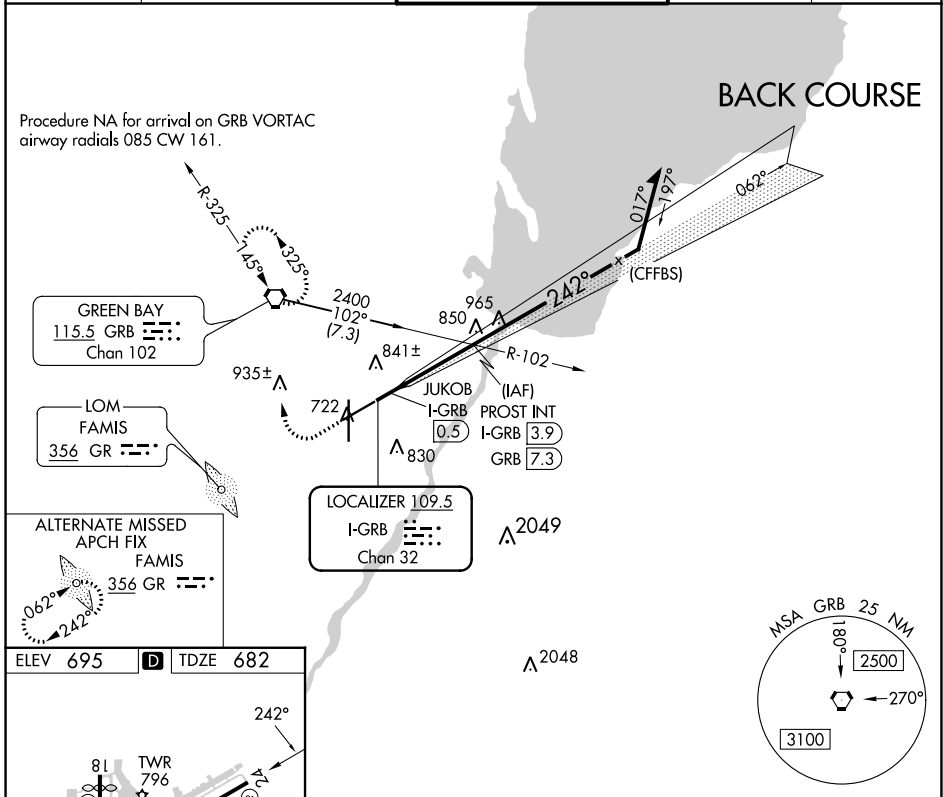 BACK COURSE
Procedure NA for arrival on GRB VORTAC
airway radials 085 CW 161.
R-325
145°
325°
017°
197°
062°
(CFFBS)
242°
2400
102°
(7.3)
965
850
R-102
GREEN BAY
115.5 GRB
Chan 102
841±
935±
722
JUKOB
I-GRB
0.5
(IAF)
PROST INT
I-GRB 3.9
GRB 7.3
LOM
FAMIS
356 GR
830
LOCALIZER 109.5
I-GRB
Chan 32
2049
ALTERNATE MISSED
APCH FIX
FAMIS
356 GR
062°
242°
2048
MSA GRB 25 NM
180°
2500
270°
3100
ELEV 695 D TDZE 682
242°
18
TWR
796
24